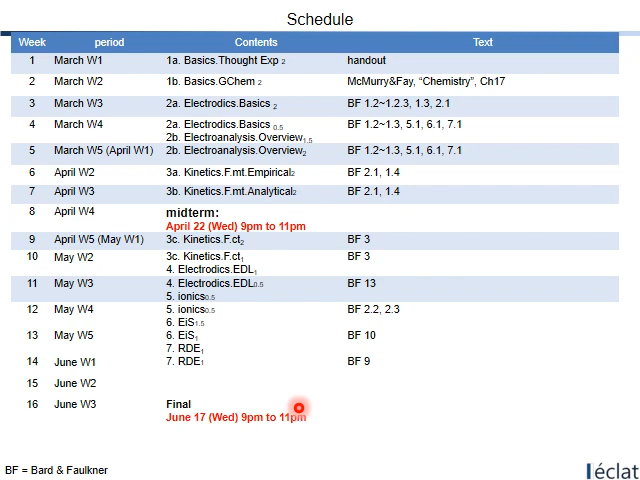 Schedule
Week period Contents Text
1 March W1 1a. Basics.Thought Exp 2 handout
2 March W2 1b. Basics.GChem 2 McMurry&Fay, “Chemistry”, Ch17
3 March W3 2a. Electrodics.Basics 2 BF 1.2~1.2.3, 1.3, 2.1
4 March W4 2a. Electrodics.Basics 0.5 BF 1.2~1.3, 5.1, 6.1, 7.1
2b. Electroanalysis.Overview1.5
5 March W5 (April W1) 2b. Electroanalysis.Overview2 BF 1.2~1.3, 5.1, 6.1, 7.1
6 April W2 3a. Kinetics.F.mt.Empirical2 BF 2.1, 1.4
7 April W3 3b. Kinetics.F.mt.Analytical2 BF 2.1, 1.4
8 April W4 midterm:
April 22 (Wed) 9pm to 11pm
9 April W5 (May W1) 3c. Kinetics.F.ct2 BF 3
10 May W2 3c. Kinetics.F.ct1 BF 3
4. Electrodics.EDL1
11 May W3 4. Electrodics.EDL0.5 BF 13
5. ionics0.5
12 May W4 5. ionics0.5 BF 2.2, 2.3
6. EiS1.5
13 May W5 6. EiS1 BF 10
7. RDE1
14 June W1 7. RDE1 BF 9
15 June W2
16 June W3 Final
June 17 (Wed) 9pm to 11pm
BF = Bard & Faulkner
éclat